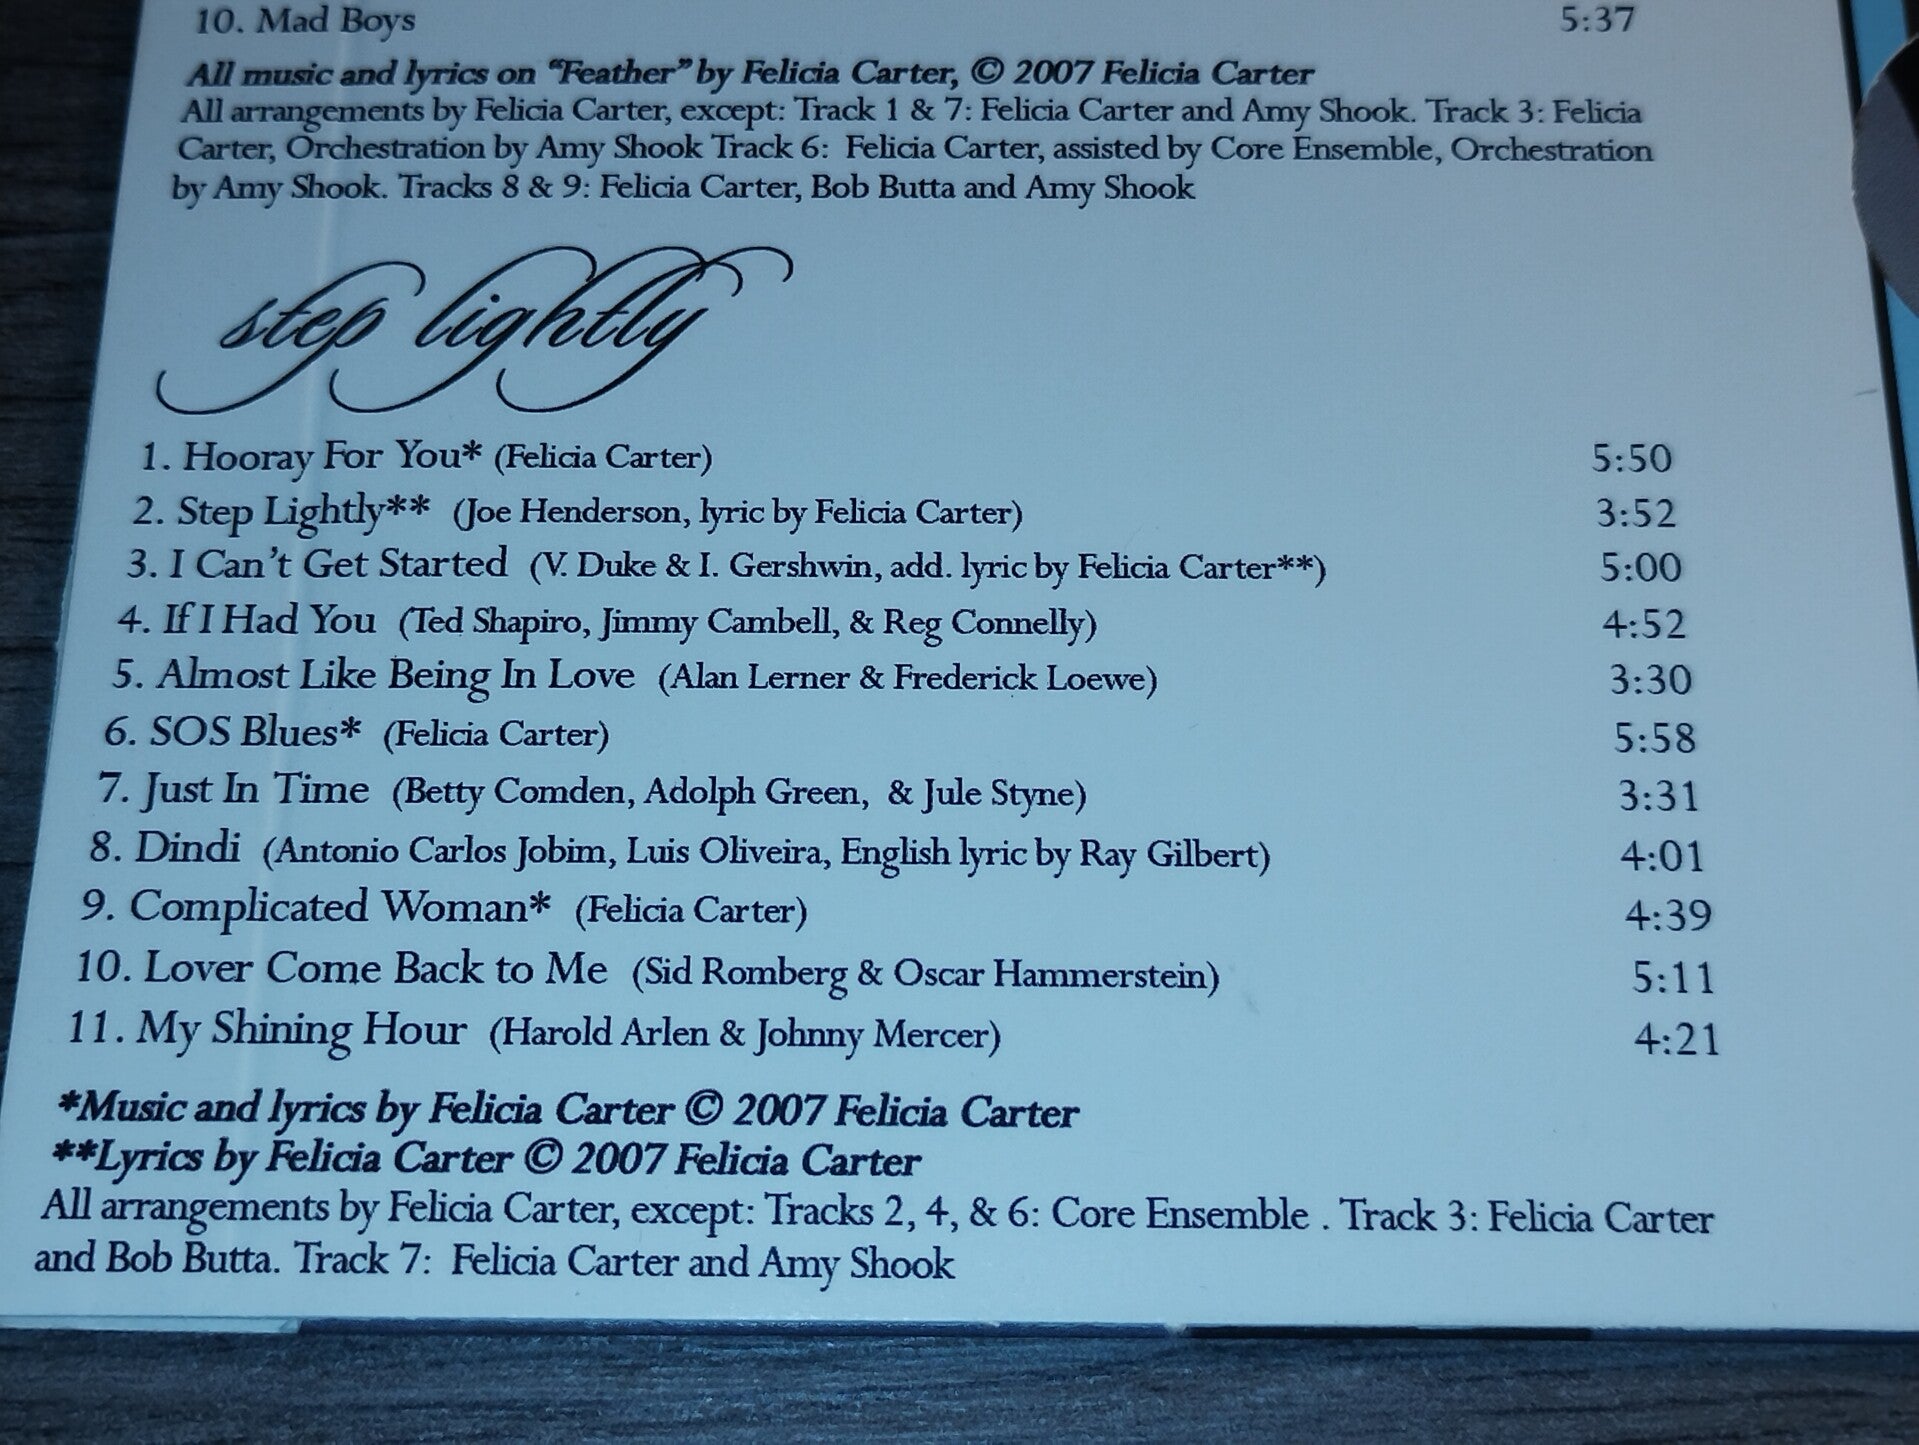 10. Mad Boys 5:37
All music and lyrics on “Feather” by Felicia Carter, © 2007 Felicia Carter
All arrangements by Felicia Carter, except: Track 1 & 7: Felicia Carter and Amy Shook. Track 3: Felicia
Carter, Orchestration by Amy Shook Track 6: Felicia Carter, assisted by Core Ensemble, Orchestration
by Amy Shook. Tracks 8 & 9: Felicia Carter, Bob Butta and Amy Shook
step lightly
1. Hooray For You* (Felicia Carter) 5:50
2. Step Lightly** (Joe Henderson, lyric by Felicia Carter) 3:52
3. I Can’t Get Started (V. Duke & I. Gershwin, add. lyric by Felicia Carter**) 5:00
4. If I Had You (Ted Shapiro, Jimmy Cambell, & Reg Connelly) 4:52
5. Almost Like Being In Love (Alan Lerner & Frederick Loewe) 3:30
6. SOS Blues* (Felicia Carter) 5:58
7. Just In Time (Betty Comden, Adolph Green, & Jule Styne) 3:31
8. Dindi (Antonio Carlos Jobim, Luis Oliveira, English lyric by Ray Gilbert) 4:01
9. Complicated Woman* (Felicia Carter) 4:39
10. Lover Come Back to Me (Sid Romberg & Oscar Hammerstein) 5:11
11. My Shining Hour (Harold Arlen & Johnny Mercer) 4:21
*Music and lyrics by Felicia Carter © 2007 Felicia Carter
**Lyrics by Felicia Carter © 2007 Felicia Carter
All arrangements by Felicia Carter, except: Tracks 2, 4, & 6: Core Ensemble . Track 3: Felicia Carter
and Bob Butta. Track 7: Felicia Carter and Amy Shook